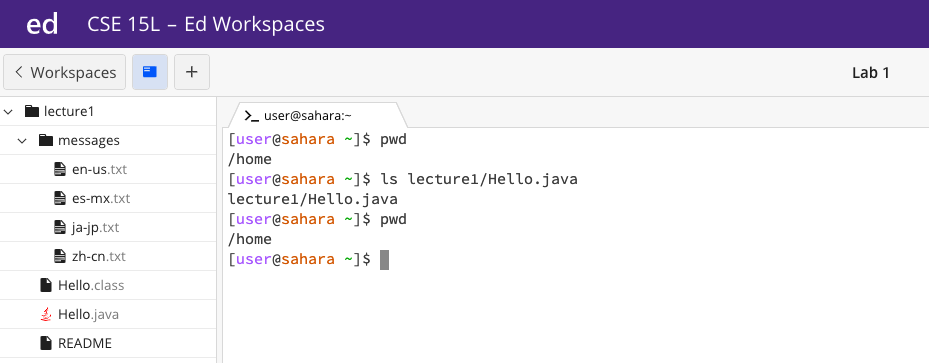 ed CSE 15L – Ed Workspaces
Workspaces + Lab 1
lecture1
messages
en-us.txt
es-mx.txt
ja-jp.txt
zh-cn.txt
Hello.class
Hello.java
README
user@sahara:~
[user@sahara ~]$ pwd
/home
[user@sahara ~]$ ls lecture1/Hello.java
lecture1/Hello.java
[user@sahara ~]$ pwd
/home
[user@sahara ~]$